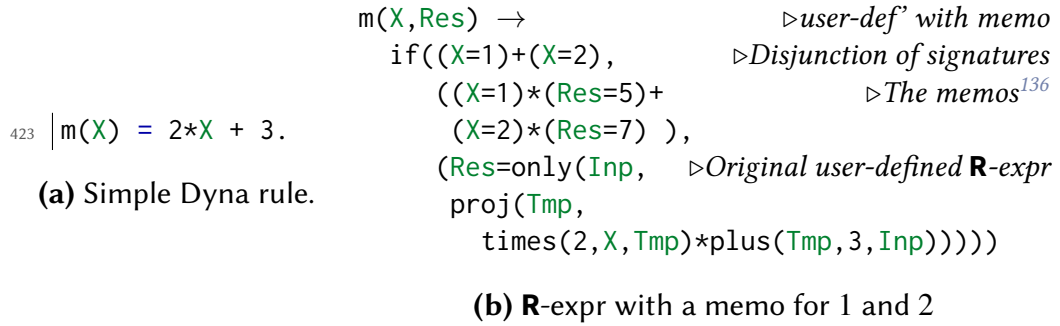 423 m(X) = 2*X + 3.
(a) Simple Dyna rule.
m(X,Res) → ▷user-def' with memo
if((X=1)+(X=2), ▷Disjunction of signatures
((X=1)*(Res=5)+ ▷The memos136
(X=2)*(Res=7) ),
(Res=only(Inp, ▷Original user-defined R-expr
proj(Tmp,
times(2,X,Tmp)*plus(Tmp,3,Inp)))))
(b) R-expr with a memo for 1 and 2